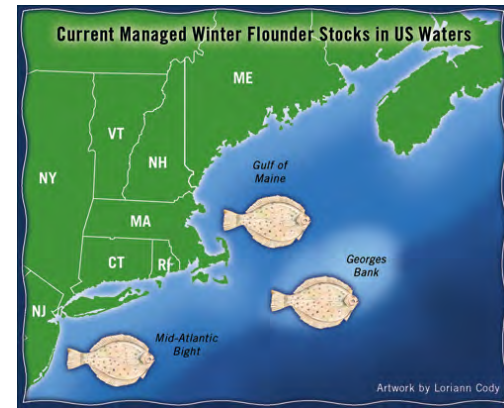 Current Managed Winter Flounder Stocks in US Waters
ME
VT
NH
NY
Gulf of
Maine
MA
CT
RI
Georges
Bank
NJ
Mid-Atlantic
Bight
Artwork by Loriann Cody